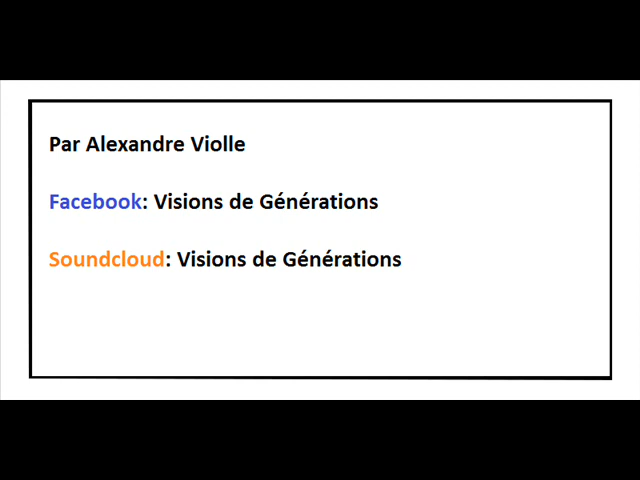 Par Alexandre Violle
Facebook: Visions de Générations
Soundcloud: Visions de Générations